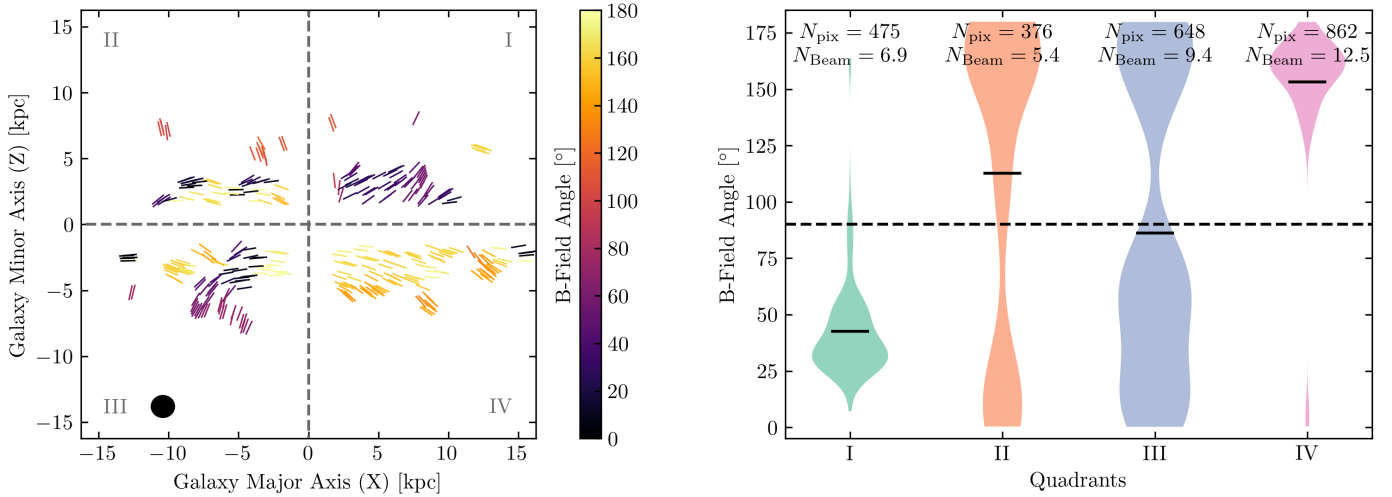 15
10
5
0
−5
−10
−15
Galaxy Minor Axis (Z) [kpc]
II
I
III
IV
−15
−10
−5
0
5
10
15
Galaxy Major Axis (X) [kpc]
180
160
140
120
100
80
60
40
20
0
B-Field Angle [°]
175
150
125
100
75
50
25
0
B-Field Angle [°]
N_pix = 475
N_Beam = 6.9
N_pix = 376
N_Beam = 5.4
N_pix = 648
N_Beam = 9.4
N_pix = 862
N_Beam = 12.5
I
II
III
IV
Quadrants